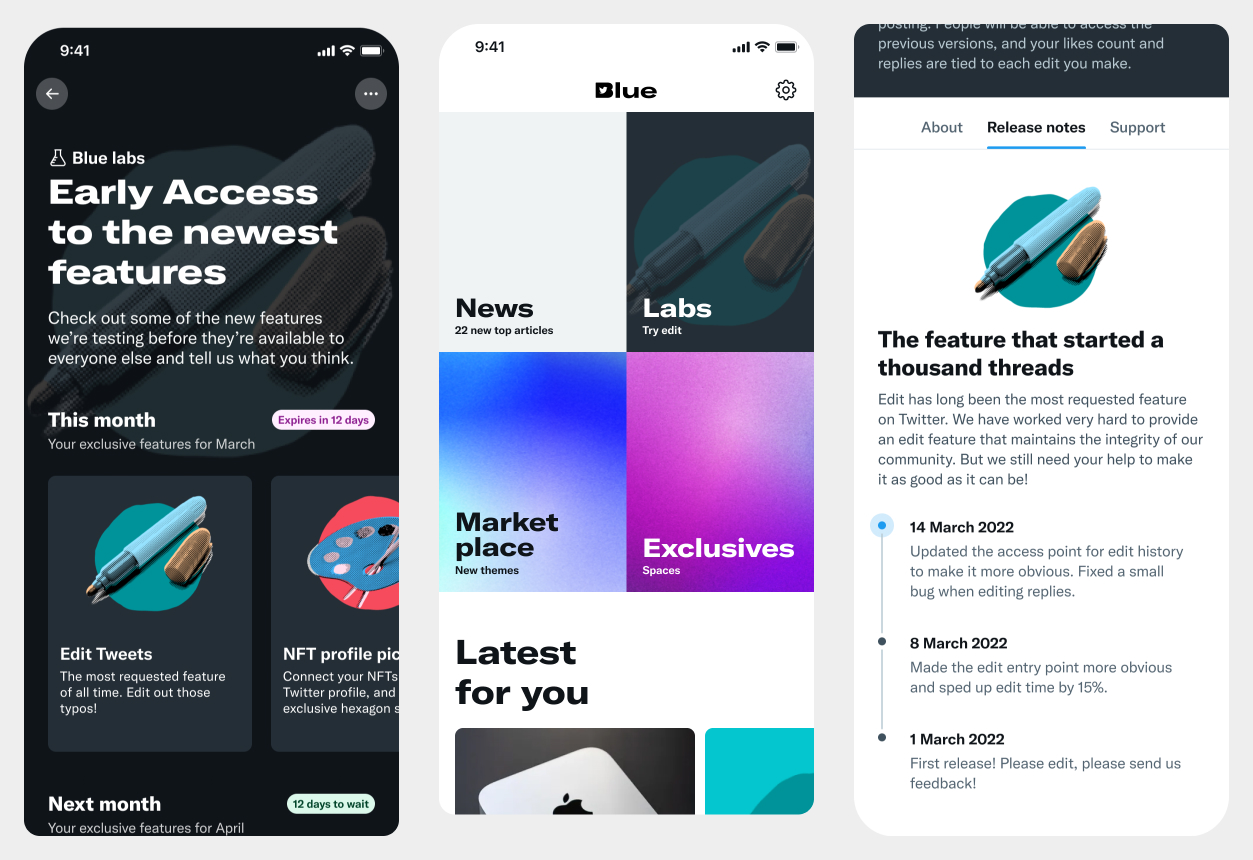 9:41
Blue labs
Early Access
to the newest
features
Check out some of the new features
we’re testing before they’re available to
everyone else and tell us what you think.
This month
Expires in 12 days
Your exclusive features for March
Edit Tweets
The most requested feature
of all time. Edit out those
typos!
NFT profile pic
Connect your NFTs
Twitter profile, and
exclusive hexagon s
Next month
12 days to wait
Your exclusive features for April
9:41
Blue
News
22 new top articles
Labs
Try edit
Market
place
New themes
Exclusives
Spaces
Latest
for you
posting. People will be able to access the
previous versions, and your likes count and
replies are tied to each edit you make.
About
Release notes
Support
The feature that started a
thousand threads
Edit has long been the most requested feature
on Twitter. We have worked very hard to provide
an edit feature that maintains the integrity of our
community. But we still need your help to make
it as good as it can be!
14 March 2022
Updated the access point for edit history
to make it more obvious. Fixed a small
bug when editing replies.
8 March 2022
Made the edit entry point more obvious
and sped up edit time by 15%.
1 March 2022
First release! Please edit, please send us
feedback!